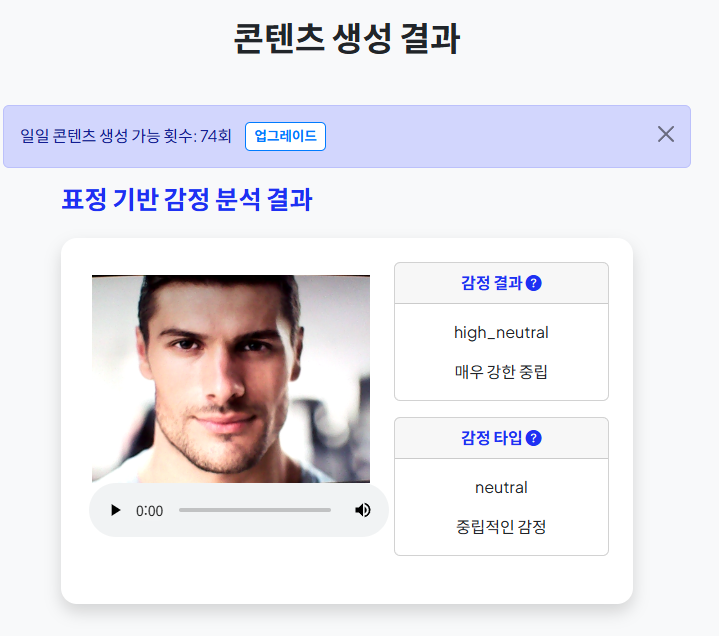 콘텐츠 생성 결과
일일 콘텐츠 생성 가능 횟수: 74회 업그레이드
표정 기반 감정 분석 결과
감정 결과 ?
high_neutral
매우 강한 중립
감정 타입 ?
neutral
중립적인 감정
0:00